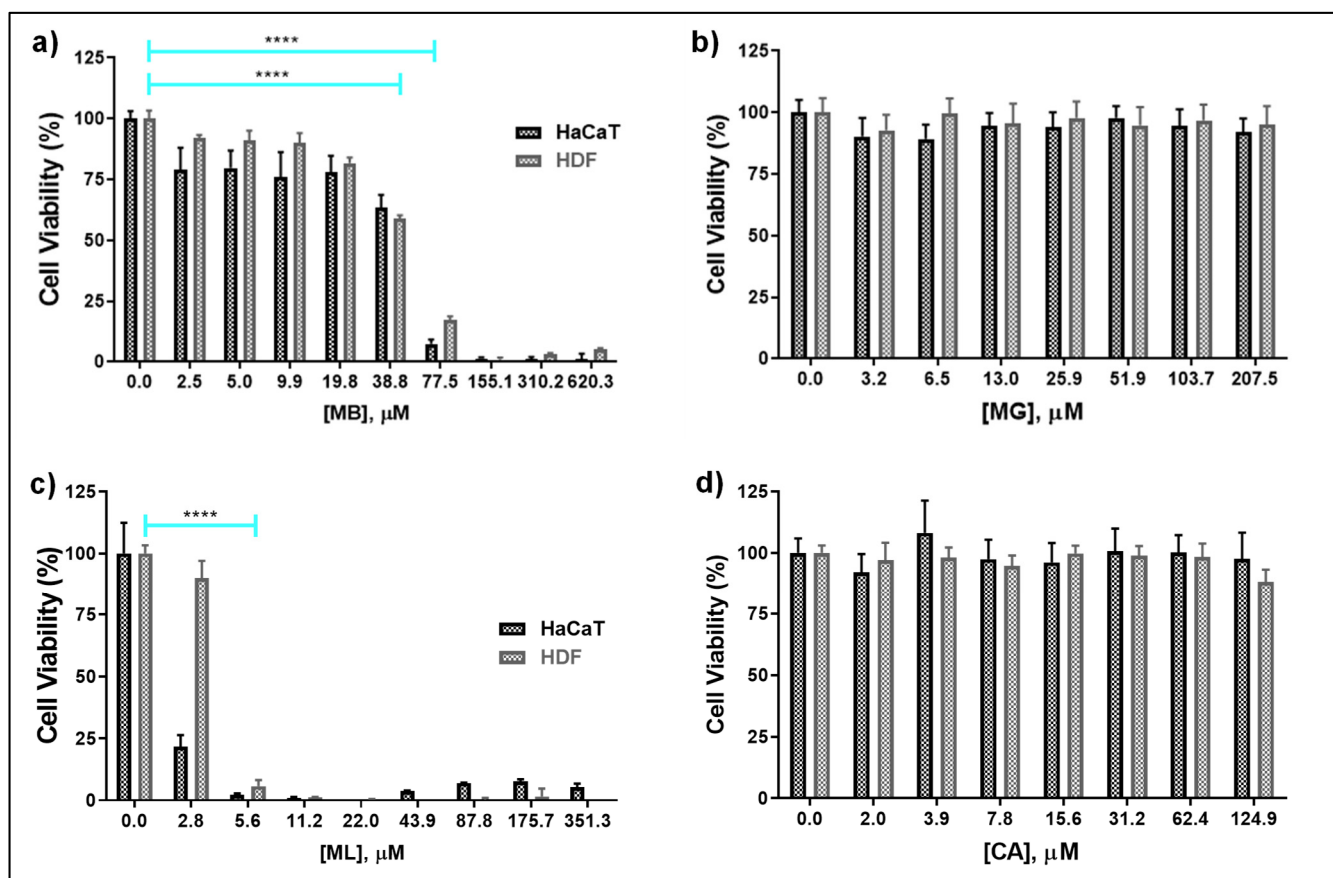 a)
****
****
125
100
75
50
25
0
Cell Viability (%)
HaCaT
HDF
0.0 2.5 5.0 9.9 19.8 38.8 77.5 155.1 310.2 620.3
[MB], μM
b)
125
100
75
50
25
0
Cell Viability (%)
0.0 3.2 6.5 13.0 25.9 51.9 103.7 207.5
[MG], μM
c)
****
125
100
75
50
25
0
Cell Viability (%)
HaCaT
HDF
0.0 2.8 5.6 11.2 22.0 43.9 87.8 175.7 351.3
[ML], μM
d)
125
100
75
50
25
0
Cell Viability (%)
0.0 2.0 3.9 7.8 15.6 31.2 62.4 124.9
[CA], μM